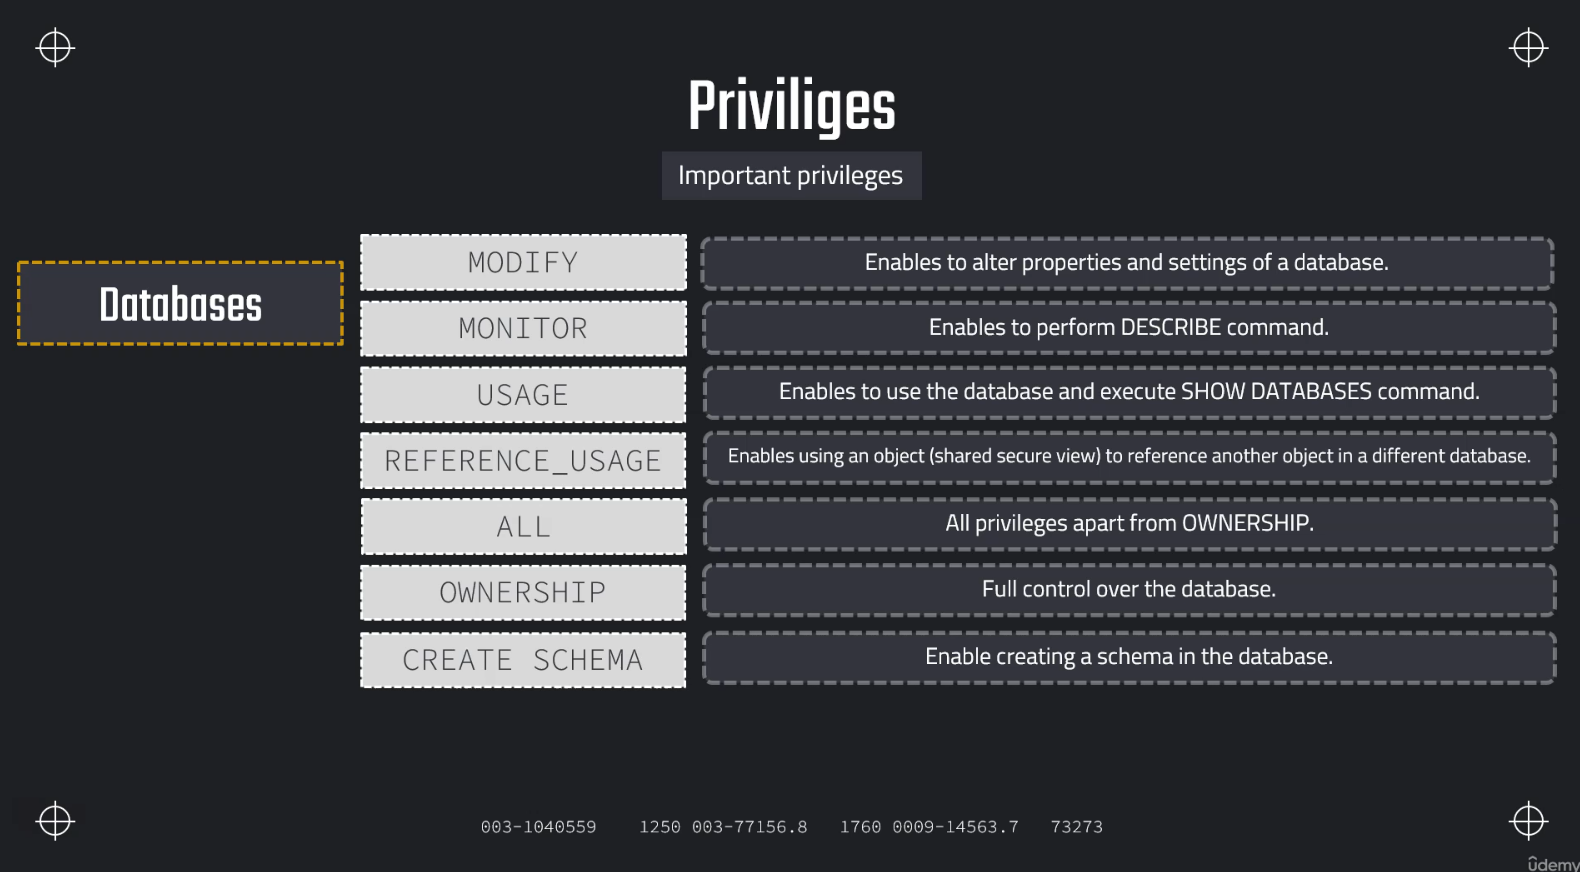 Priviliges
Important privileges
Databases
MODIFY
Enables to alter properties and settings of a database.
MONITOR
Enables to perform DESCRIBE command.
USAGE
Enables to use the database and execute SHOW DATABASES command.
REFERENCE_USAGE
Enables using an object (shared secure view) to reference another object in a different database.
ALL
All privileges apart from OWNERSHIP.
OWNERSHIP
Full control over the database.
CREATE SCHEMA
Enable creating a schema in the database.
003-1040559 1250 003-77156.8 1760 0009-14563.7 73273
ûdemy